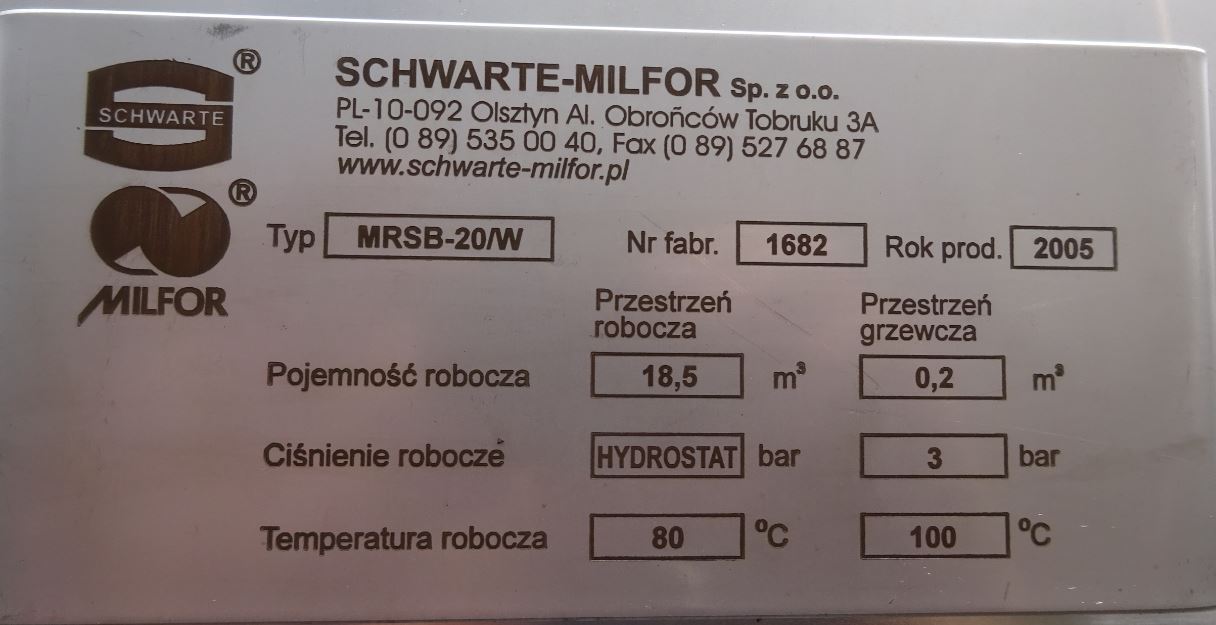 SCHWARTE ®
MILFOR ®
SCHWARTE-MILFOR Sp. z o.o.
PL-10-092 Olsztyn Al. Obrońców Tobruku 3A
Tel. (0 89) 535 00 40, Fax (0 89) 527 68 87
www.schwarte-milfor.pl
Typ MRSB-20/W Nr fabr. 1682 Rok prod. 2005
Przestrzeń robocza Przestrzeń grzewcza
Pojemność robocza 18,5 m³ 0,2 m³
Ciśnienie robocze HYDROSTAT bar 3 bar
Temperatura robocza 80 °C 100 °C